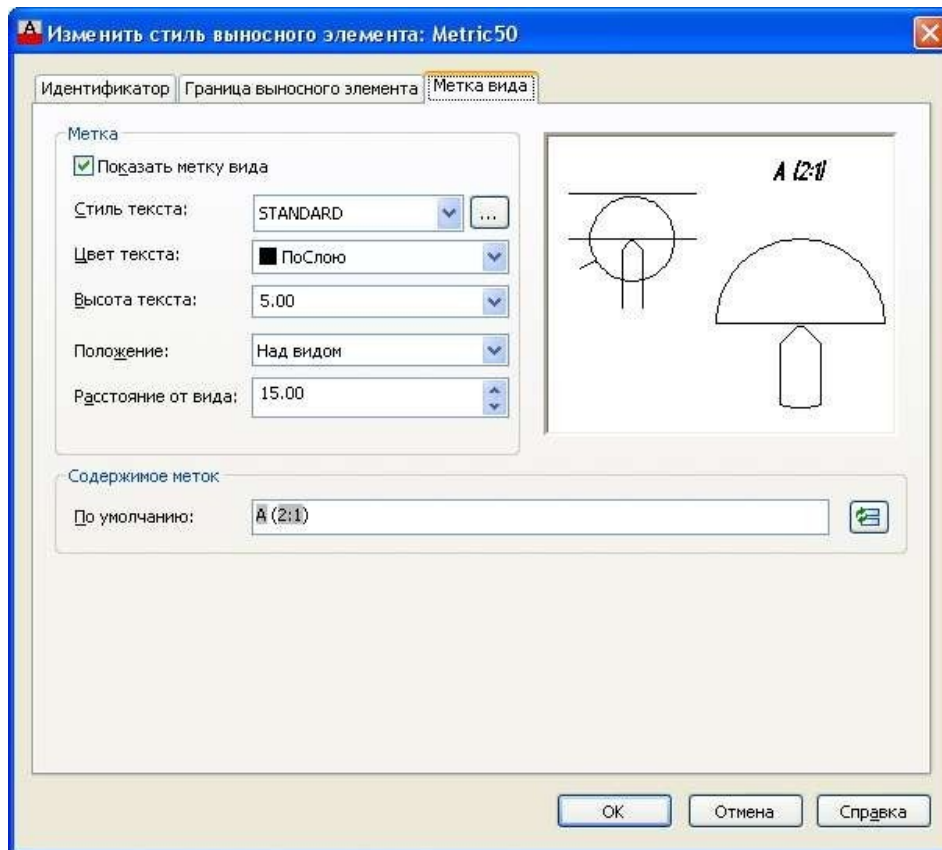 Изменить стиль выносного элемента: Metric50
Идентификатор Граница выносного элемента Метка вида
Метка
Показать метку вида
Стиль текста: STANDARD ...
Цвет текста: ПоСлою
Высота текста: 5.00
Положение: Над видом
Расстояние от вида: 15.00
A (2:1)
Содержимое меток
По умолчанию: A (2:1)
OK Отмена Справка